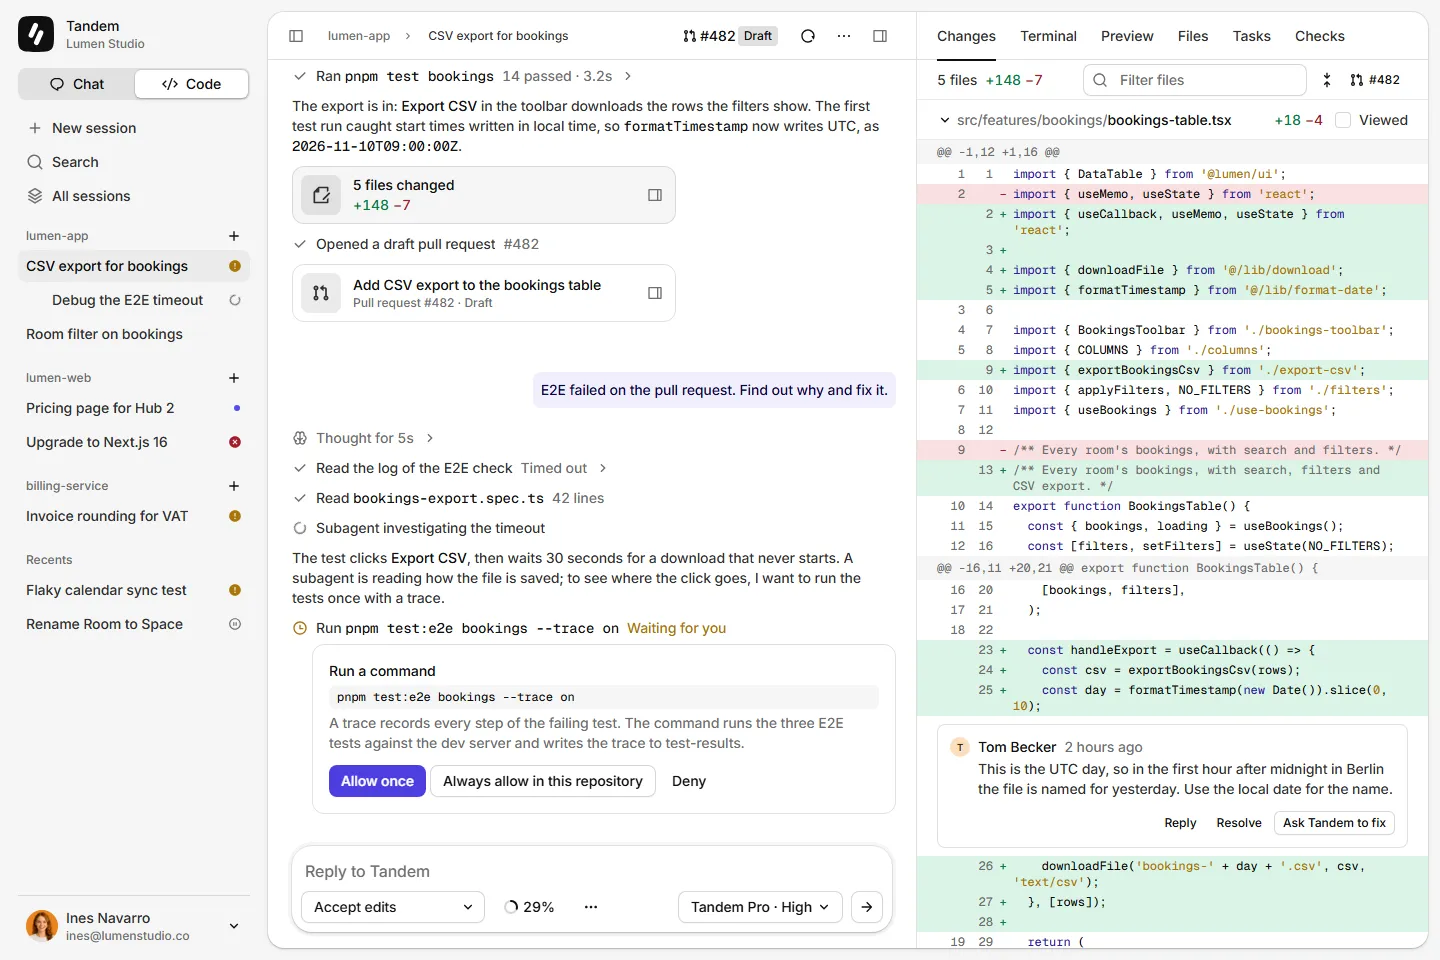 Tandem
Lumen Studio
Chat
Code
New session
Search
All sessions
lumen-app
CSV export for bookings
Debug the E2E timeout
Room filter on bookings
lumen-web
Pricing page for Hub 2
Upgrade to Next.js 16
billing-service
Invoice rounding for VAT
Recents
Flaky calendar sync test
Rename Room to Space
Ines Navarro
ines@lumenstudio.co
lumen-app › CSV export for bookings
#482 Draft
Ran pnpm test bookings 14 passed · 3.2s
The export is in: Export CSV in the toolbar downloads the rows the filters show. The first
test run caught start times written in local time, so formatTimestamp now writes UTC, as
2026-11-10T09:00:00Z.
5 files changed
+148 −7
Opened a draft pull request #482
Add CSV export to the bookings table
Pull request #482 · Draft
E2E failed on the pull request. Find out why and fix it.
Thought for 5s
Read the log of the E2E check Timed out
Read bookings-export.spec.ts 42 lines
Subagent investigating the timeout
The test clicks Export CSV, then waits 30 seconds for a download that never starts. A
subagent is reading how the file is saved; to see where the click goes, I want to run the
tests once with a trace.
Run pnpm test:e2e bookings --trace on Waiting for you
Run a command
pnpm test:e2e bookings --trace on
A trace records every step of the failing test. The command runs the three E2E
tests against the dev server and writes the trace to test-results.
Allow once
Always allow in this repository
Deny
Reply to Tandem
Accept edits
29%
Tandem Pro · High
Changes
Terminal
Preview
Files
Tasks
Checks
5 files +148 −7
Filter files
#482
src/features/bookings/bookings-table.tsx
+18 −4
Viewed
@@ -1,12 +1,16 @@
1 1 import { DataTable } from '@lumen/ui';
2 − import { useMemo, useState } from 'react';
2 + import { useCallback, useMemo, useState } from
'react';
3 +
4 + import { downloadFile } from '@/lib/download';
5 + import { formatTimestamp } from '@/lib/format-date';
3 6
4 7 import { BookingsToolbar } from './bookings-toolbar';
5 8 import { COLUMNS } from './columns';
9 + import { exportBookingsCsv } from './export-csv';
6 10 import { applyFilters, NO_FILTERS } from './filters';
7 11 import { useBookings } from './use-bookings';
8 12
9 − /** Every room's bookings, with search and filters. */
13 + /** Every room's bookings, with search, filters and
CSV export. */
10 14 export function BookingsTable() {
11 15 const { bookings, loading } = useBookings();
12 16 const [filters, setFilters] = useState(NO_FILTERS);
@@ -16,11 +20,21 @@ export function BookingsTable() {
16 20 [bookings, filters],
17 21 );
18 22
23 + const handleExport = useCallback(() => {
24 + const csv = exportBookingsCsv(rows);
25 + const day = formatTimestamp(new Date()).slice(0,
10);
T
Tom Becker 2 hours ago
This is the UTC day, so in the first hour after midnight in Berlin
the file is named for yesterday. Use the local date for the name.
Reply
Resolve
Ask Tandem to fix
26 + downloadFile('bookings-' + day + '.csv', csv,
'text/csv');
27 + }, [rows]);
28 +
19 29 return (